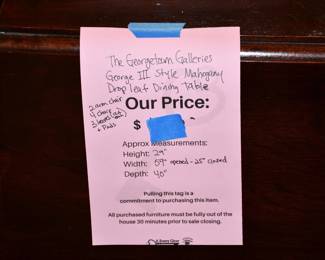 The Georgetown Galleries
George III Style Mahogany
Drop Leaf Dining Table
2 arm chair
4 chairs
3 leaves
+ Pads
Our Price:
$
Approx Measurements:
Height: 29"
Width: 59" opened - 25" closed
Depth: 40"
Pulling this tag is a
commitment to purchasing this item.
All purchased furniture must be fully out of the
house 30 minutes prior to sale closing.